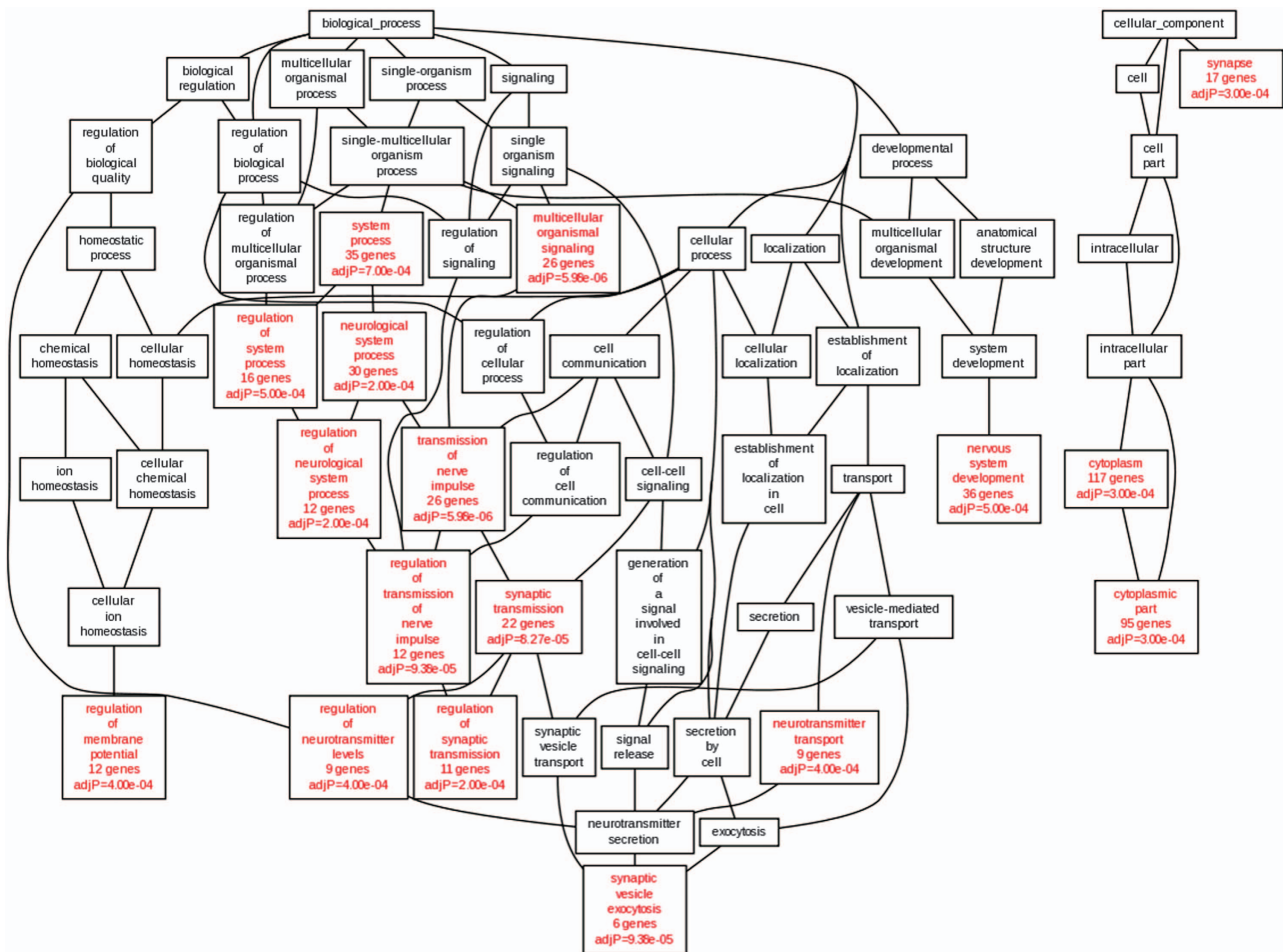 biological_process
cellular_component
biological
regulation
multicellular
organismal
process
single-organism
process
signaling
cell
synapse
17 genes
adjP=3.00e-04
regulation
of
biological
quality
regulation
of
biological
process
single-multicellular
organism
process
single
organism
signaling
developmental
process
cell
part
homeostatic
process
regulation
of
multicellular
organismal
process
system
process
35 genes
adjP=7.00e-04
regulation
of
signaling
multicellular
organismal
signaling
26 genes
adjP=5.98e-06
cellular
process
localization
multicellular
organismal
development
anatomical
structure
development
intracellular
chemical
homeostasis
cellular
homeostasis
regulation
of
system
process
16 genes
adjP=5.00e-04
neurological
system
process
30 genes
adjP=2.00e-04
regulation
of
cellular
process
cell
communication
cellular
localization
establishment
of
localization
system
development
intracellular
part
ion
homeostasis
cellular
chemical
homeostasis
regulation
of
neurological
system
process
12 genes
adjP=2.00e-04
transmission
of
nerve
impulse
26 genes
adjP=5.98e-06
regulation
of
cell
communication
cell-cell
signaling
establishment
of
localization
in
cell
transport
nervous
system
development
36 genes
adjP=5.00e-04
cytoplasm
117 genes
adjP=3.00e-04
cellular
ion
homeostasis
regulation
of
transmission
of
nerve
impulse
12 genes
adjP=9.38e-05
synaptic
transmission
22 genes
adjP=8.27e-05
generation
of
a
signal
involved
in
cell-cell
signaling
secretion
vesicle-mediated
transport
cytoplasmic
part
95 genes
adjP=3.00e-04
regulation
of
membrane
potential
12 genes
adjP=4.00e-04
regulation
of
neurotransmitter
levels
9 genes
adjP=4.00e-04
regulation
of
synaptic
transmission
11 genes
adjP=2.00e-04
synaptic
vesicle
transport
signal
release
secretion
by
cell
neurotransmitter
transport
9 genes
adjP=4.00e-04
neurotransmitter
secretion
exocytosis
synaptic
vesicle
exocytosis
6 genes
adjP=9.38e-05